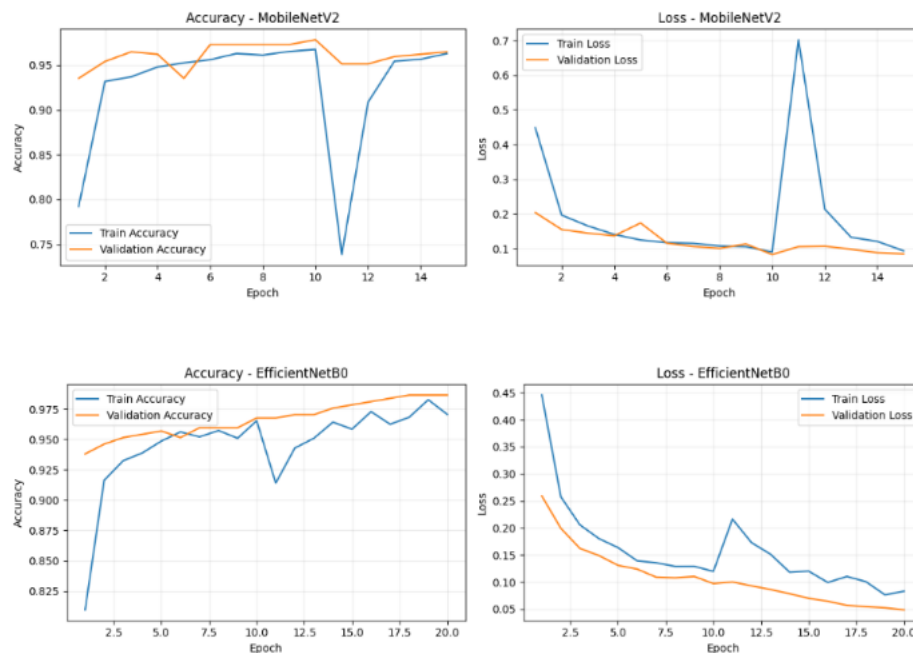 Accuracy - MobileNetV2
0.95
0.90
0.85
0.80
0.75
Accuracy
Train Accuracy
Validation Accuracy
2 4 6 8 10 12 14
Epoch
Loss - MobileNetV2
0.7
0.6
0.5
0.4
0.3
0.2
0.1
Loss
Train Loss
Validation Loss
2 4 6 8 10 12 14
Epoch
Accuracy - EfficientNetB0
0.975
0.950
0.925
0.900
0.875
0.850
0.825
Accuracy
Train Accuracy
Validation Accuracy
2.5 5.0 7.5 10.0 12.5 15.0 17.5 20.0
Epoch
Loss - EfficientNetB0
0.45
0.40
0.35
0.30
0.25
0.20
0.15
0.10
0.05
Loss
Train Loss
Validation Loss
2.5 5.0 7.5 10.0 12.5 15.0 17.5 20.0
Epoch